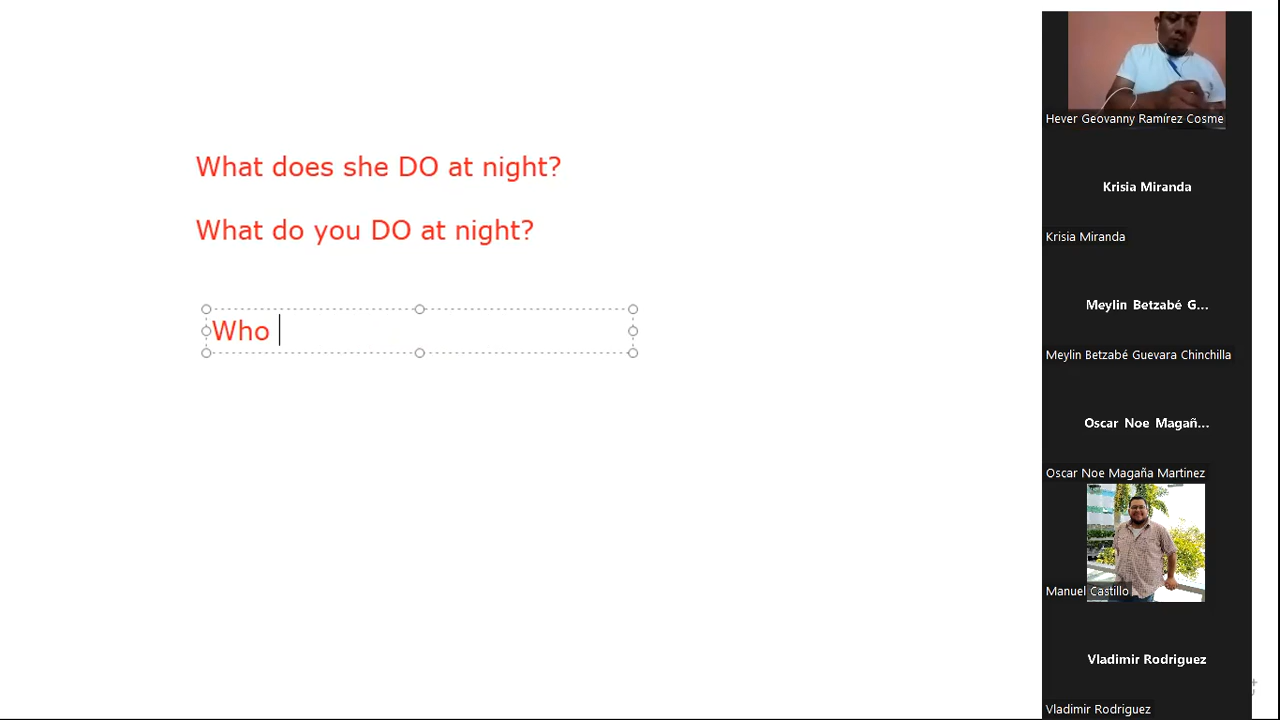 What does she DO at night?
What do you DO at night?
Who
Hever Geovanny Ramírez Cosme
Krisia Miranda
Krisia Miranda
Meylin Betzabé G...
Meylin Betzabé Guevara Chinchilla
Oscar Noe Magañ...
Oscar Noe Magaña Martinez
Manuel Castillo
Vladimir Rodriguez
Vladimir Rodriguez